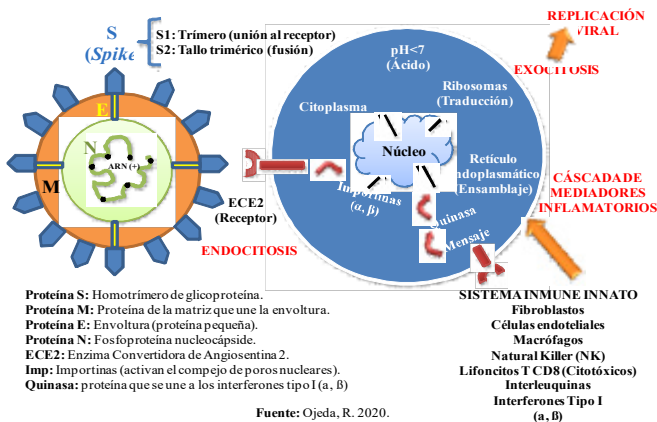 REPLICACIÓN
VIRAL
S
(Spike
S1: Trímero (unión al receptor)
S2: Tallo trimérico (fusión)
pH<7
(Ácido)
EXOCITOSIS
Ribosomas
(Traducción)
Citoplasma
E
N
ARN (+)
M
Núcleo
Retículo
ndoplasmático
(Ensamblaje)
Importinas
(α, ß)
Quinasa
Mensaje
ECE2
(Receptor)
ENDOCITOSIS
CÁSCADA DE
MEDIADORES
INFLAMATORIOS
Proteína S: Homotrímero de glicoproteína.
Proteína M: Proteína de la matriz que une la envoltura.
Proteína E: Envoltura (proteína pequeña).
Proteína N: Fosfoproteína nucleocápside.
ECE2: Enzima Convertidora de Angiosentina 2.
Imp: Importinas (activan el compejo de poros nucleares).
Quinasa: proteína que se une a los interferones tipo I (a, ß)
SISTEMA INMUNE INNATO
Fibroblastos
Células endoteliales
Macrófagos
Natural Killer (NK)
Lifoncitos T CD8 (Citotóxicos)
Interleuquinas
Interferones Tipo I
(a, ß)
Fuente: Ojeda, R. 2020.